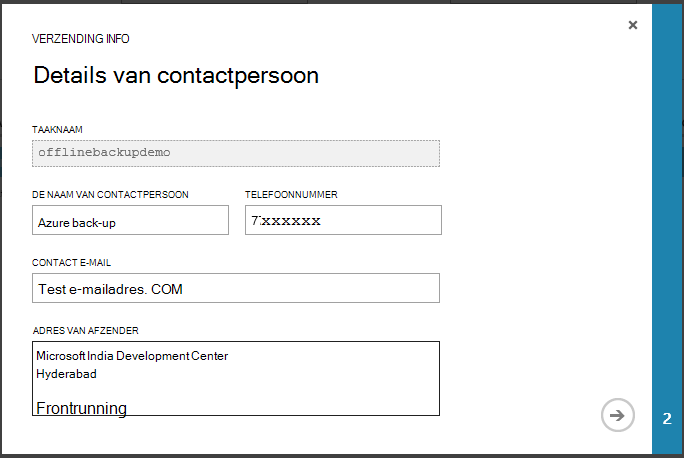 VERZENDING INFO
Details van contactpersoon
TAAKNAAM
offlinebackupdemo
DE NAAM VAN CONTACTPERSOON
TELEFOONNUMMER
Azure back-up
7:xxxxxx
CONTACT E-MAIL
Test e-mailadres. COM
ADRES VAN AFZENDER
Microsoft India Development Center
Hyderabad
Frontrunning
2